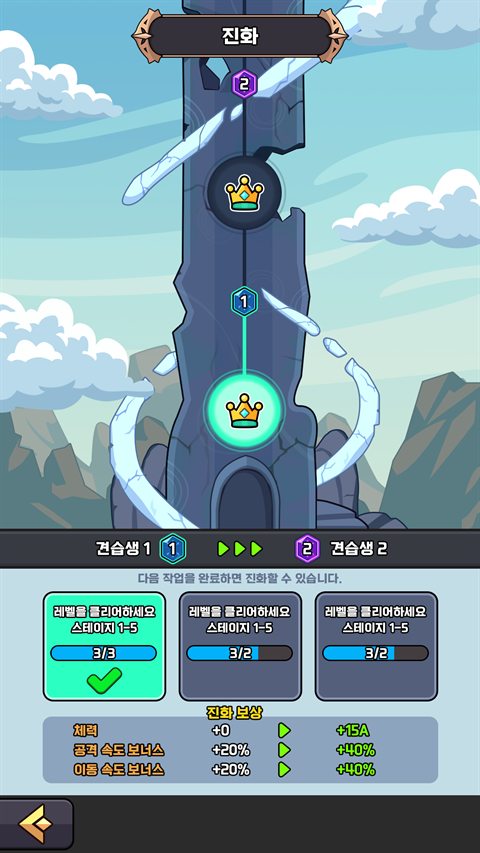 진화
2
1
견습생 1 1 2 견습생 2
다음 작업을 완료하면 진화할 수 있습니다.
레벨을 클리어하세요
스테이지 1-5
3/3
레벨을 클리어하세요
스테이지 1-5
3/2
레벨을 클리어하세요
스테이지 1-5
3/2
진화 보상
체력 +0 +15A
공격 속도 보너스 +20% +40%
이동 속도 보너스 +20% +40%